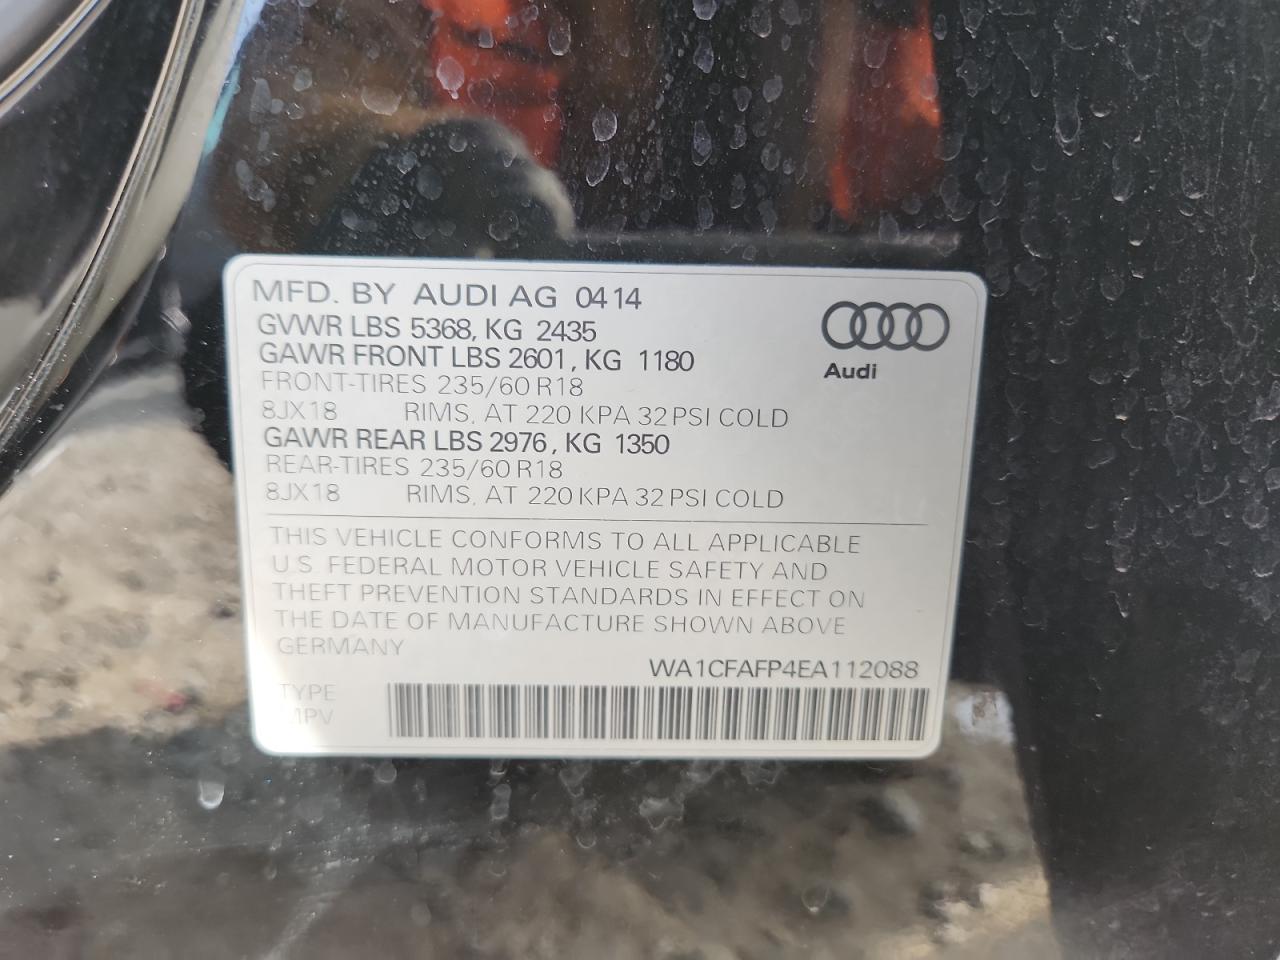 MFD. BY AUDI AG 0414
GVWR LBS 5368, KG 2435
GAWR FRONT LBS 2601, KG 1180
FRONT-TIRES 235/60 R18
8JX18 RIMS, AT 220 KPA 32 PSI COLD
GAWR REAR LBS 2976, KG 1350
REAR-TIRES 235/60 R18
8JX18 RIMS, AT 220 KPA 32 PSI COLD
Audi
THIS VEHICLE CONFORMS TO ALL APPLICABLE
U.S. FEDERAL MOTOR VEHICLE SAFETY AND
THEFT PREVENTION STANDARDS IN EFFECT ON
THE DATE OF MANUFACTURE SHOWN ABOVE
GERMANY
WA1CFAFP4EA112088
TYPE
MPV